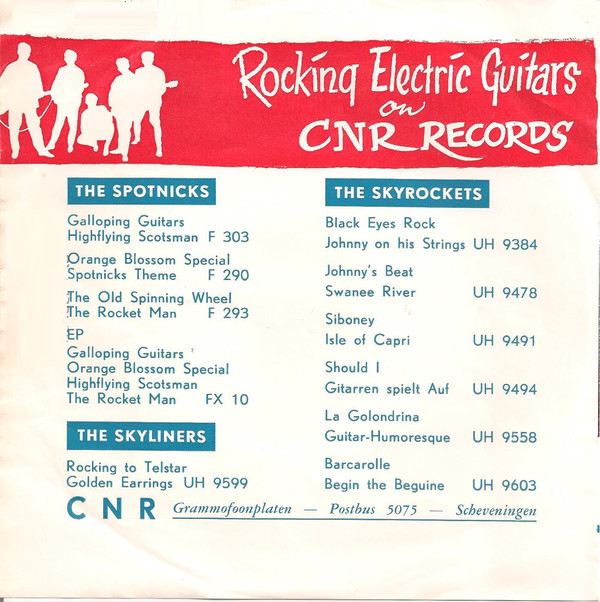 Rocking Electric Guitars
on
CNR RECORDS
THE SPOTNICKS
Galloping Guitars
Highflying Scotsman F 303
Orange Blossom Special
Spotnicks Theme F 290
The Old Spinning Wheel
The Rocket Man F 293
EP
Galloping Guitars
Orange Blossom Special
Highflying Scotsman
The Rocket Man FX 10
THE SKYLINERS
Rocking to Telstar
Golden Earrings UH 9599
THE SKYROCKETS
Black Eyes Rock
Johnny on his Strings UH 9384
Johnny's Beat
Swanee River UH 9478
Siboney
Isle of Capri UH 9491
Should I
Gitarren spielt Auf UH 9494
La Golondrina
Guitar-Humoresque UH 9558
Barcarolle
Begin the Beguine UH 9603
CNR Grammofoonplaten — Postbus 5075 — Scheveningen